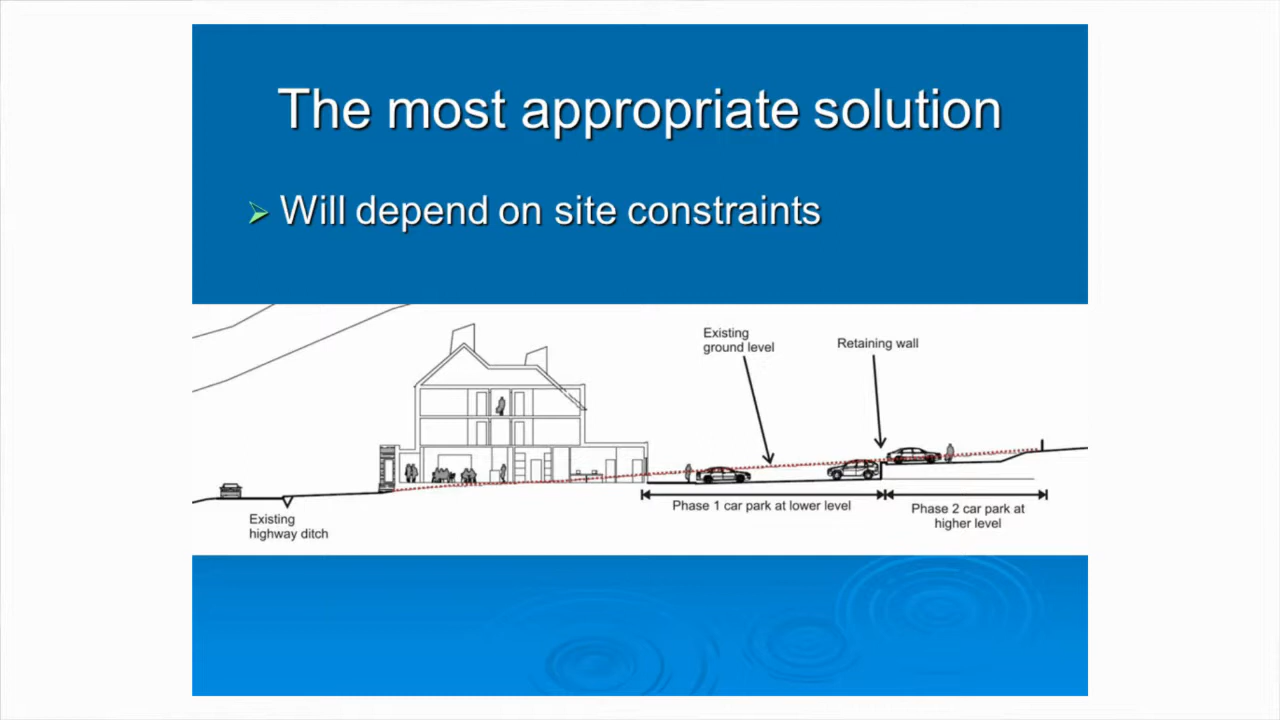 The most appropriate solution
Will depend on site constraints
Existing
ground level
Retaining wall
Phase 1 car park at lower level
Phase 2 car park at
higher level
Existing
highway ditch